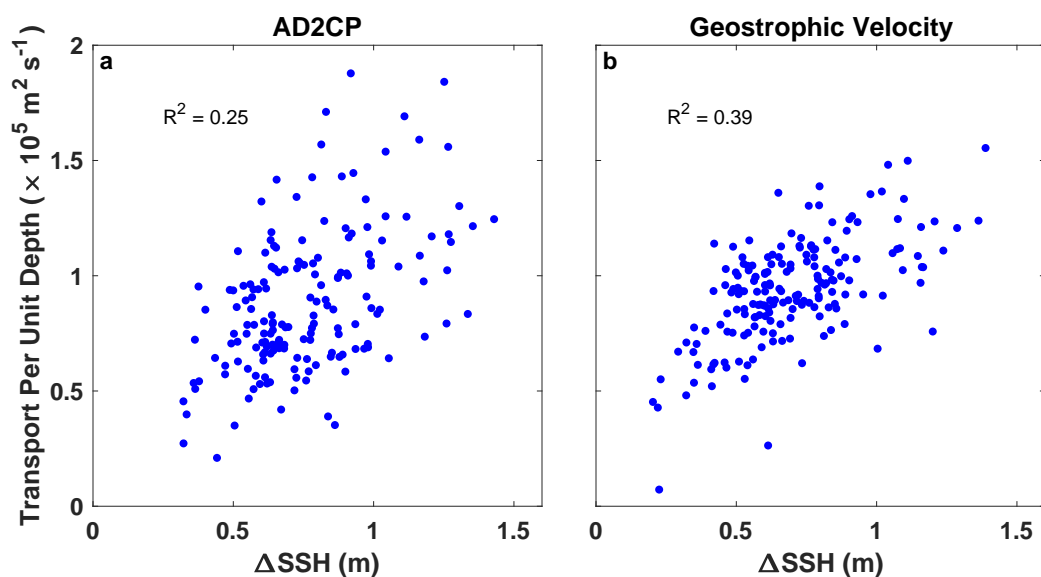 AD2CP
Geostrophic Velocity
Transport Per Unit Depth (× 10⁵ m² s⁻¹)
2
1.5
1
0.5
0
a
R² = 0.25
b
R² = 0.39
0 0.5 1 1.5
0 0.5 1 1.5
ΔSSH (m)
ΔSSH (m)